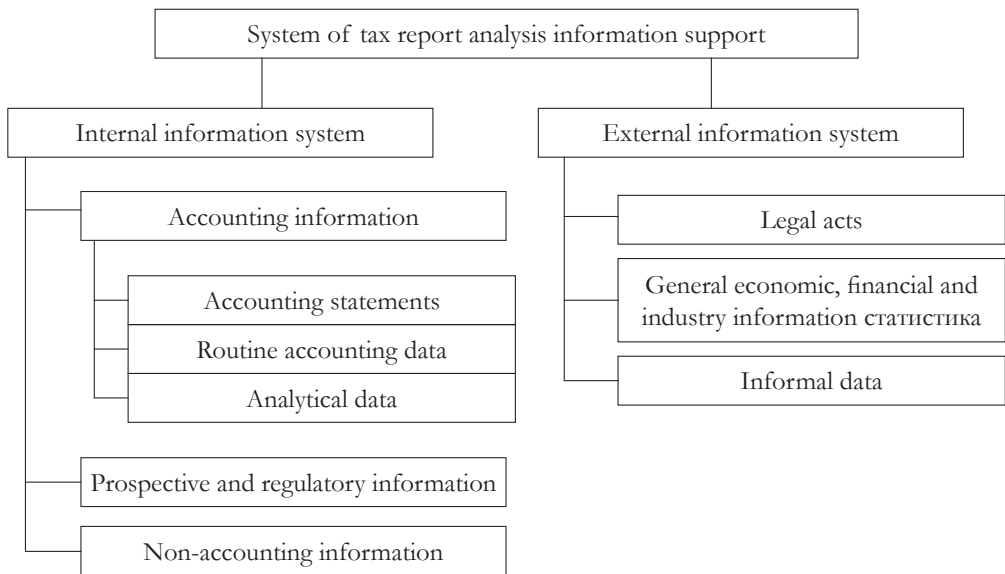 System of tax report analysis information support
Internal information system
Accounting information
Accounting statements
Routine accounting data
Analytical data
Prospective and regulatory information
Non-accounting information
External information system
Legal acts
General economic, financial and
industry information статистика
Informal data